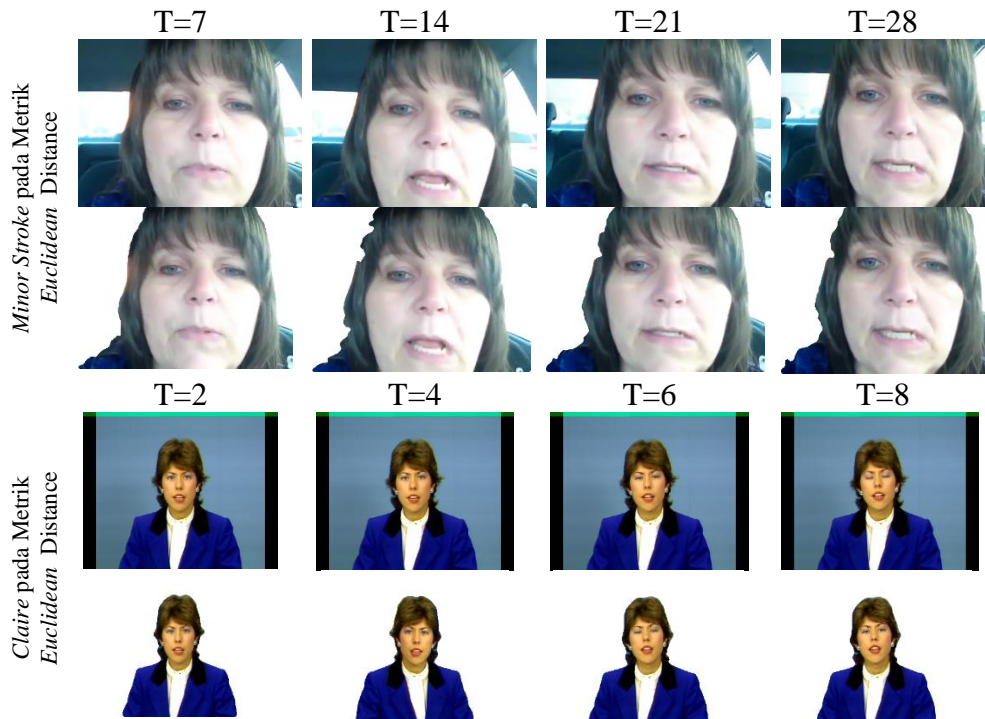 T=7 T=14 T=21 T=28
Minor Stroke pada Metrik
Euclidean Distance
T=2 T=4 T=6 T=8
Claire pada Metrik
Euclidean Distance